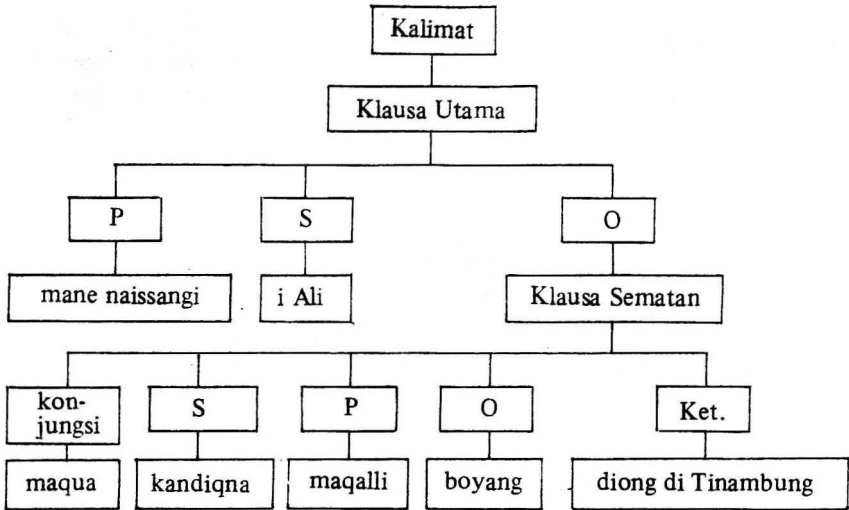 Kalimat
Klausa Utama
P
S
O
mane naissangi
i Ali
Klausa Sematan
kon-
jungsi
S
P
O
Ket.
maqua
kandiqna
maqalli
boyang
diong di Tinambung